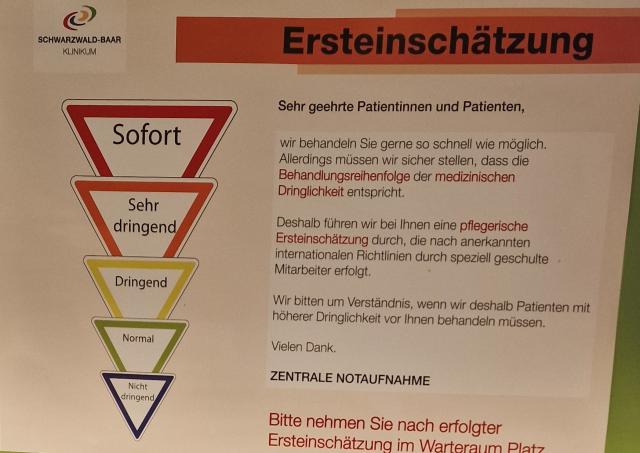 SCHWARZWALD-BAAR
KLINIKUM
Ersteinschätzung
Sofort
Sehr
dringend
Dringend
Normal
Nicht
dringend
Sehr geehrte Patientinnen und Patienten,
wir behandeln Sie gerne so schnell wie möglich.
Allerdings müssen wir sicher stellen, dass die
Behandlungsreihenfolge der medizinischen
Dringlichkeit entspricht.
Deshalb führen wir bei Ihnen eine pflegerische
Ersteinschätzung durch, die nach anerkannten
internationalen Richtlinien durch speziell geschulte
Mitarbeiter erfolgt.
Wir bitten um Verständnis, wenn wir deshalb Patienten mit
höherer Dringlichkeit vor Ihnen behandeln müssen.
Vielen Dank.
ZENTRALE NOTAUFNAHME
Bitte nehmen Sie nach erfolgter
Ersteinschätzung im Warteraum Platz